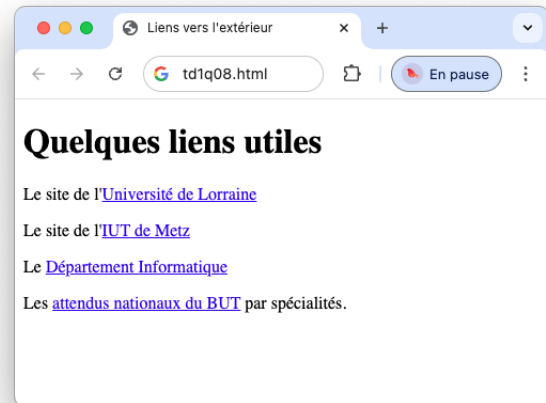 Liens vers l'extérieur
td1q08.html
En pause
Quelques liens utiles
Le site de l'Université de Lorraine
Le site de l'IUT de Metz
Le Département Informatique
Les attendus nationaux du BUT par spécialités.